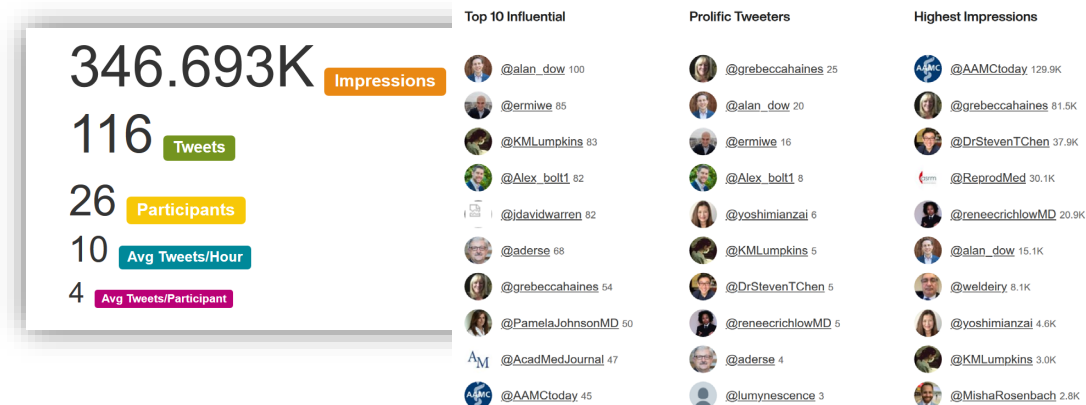 346.693K Impressions
116 Tweets
26 Participants
10 Avg Tweets/Hour
4 Avg Tweets/Participant
Top 10 Influential
@alan_dow 100
@ermiwe 85
@KMLumpkins 83
@Alex_bolt1 82
@jdavidwarren 82
@aderse 68
@grebeccahaines 54
@PamelaJohnsonMD 50
AM @AcadMedJournal 47
AAMC @AAMCtoday 45
Prolific Tweeters
@grebeccahaines 25
@alan_dow 20
@ermiwe 16
@Alex_bolt1 8
@yoshimianzai 6
@KMLumpkins 5
@DrStevenTChen 5
@reneecrichlowMD 5
@aderse 4
@lumynescence 3
Highest Impressions
AAMC @AAMCtoday 129.9K
@grebeccahaines 81.5K
@DrStevenTChen 37.9K
asrm @ReprodMed 30.1K
@reneecrichlowMD 20.9K
@alan_dow 15.1K
@weldeiry 8.1K
@yoshimianzai 4.6K
@KMLumpkins 3.0K
@MishaRosenbach 2.8K